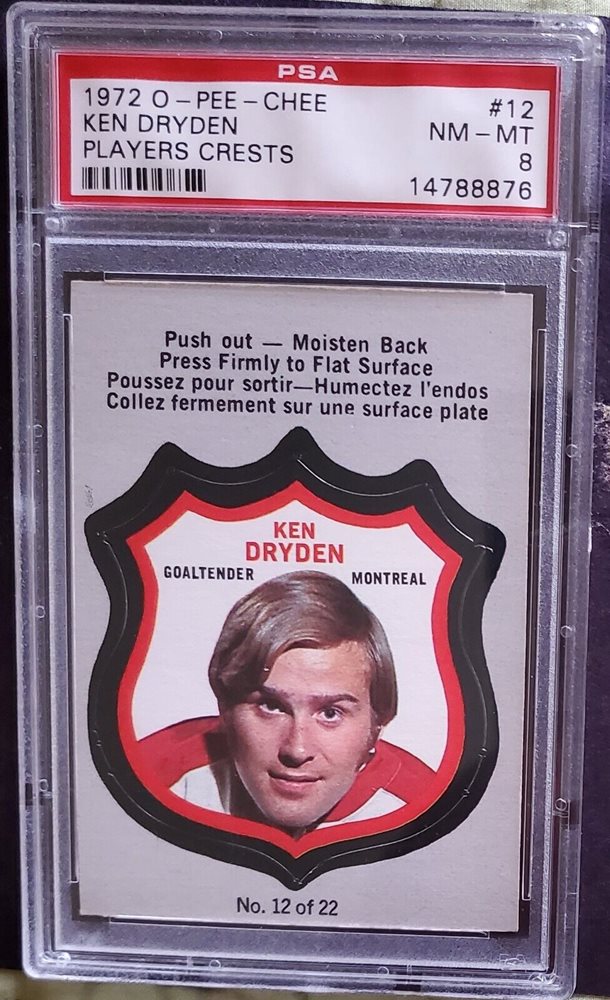 PSA
1972 O-PEE-CHEE #12
KEN DRYDEN NM-MT
PLAYERS CRESTS 8
14788876
Push out — Moisten Back
Press Firmly to Flat Surface
Poussez pour sortir—Humectez l'endos
Collez fermement sur une surface plate
KEN
DRYDEN
GOALTENDER MONTREAL
No. 12 of 22